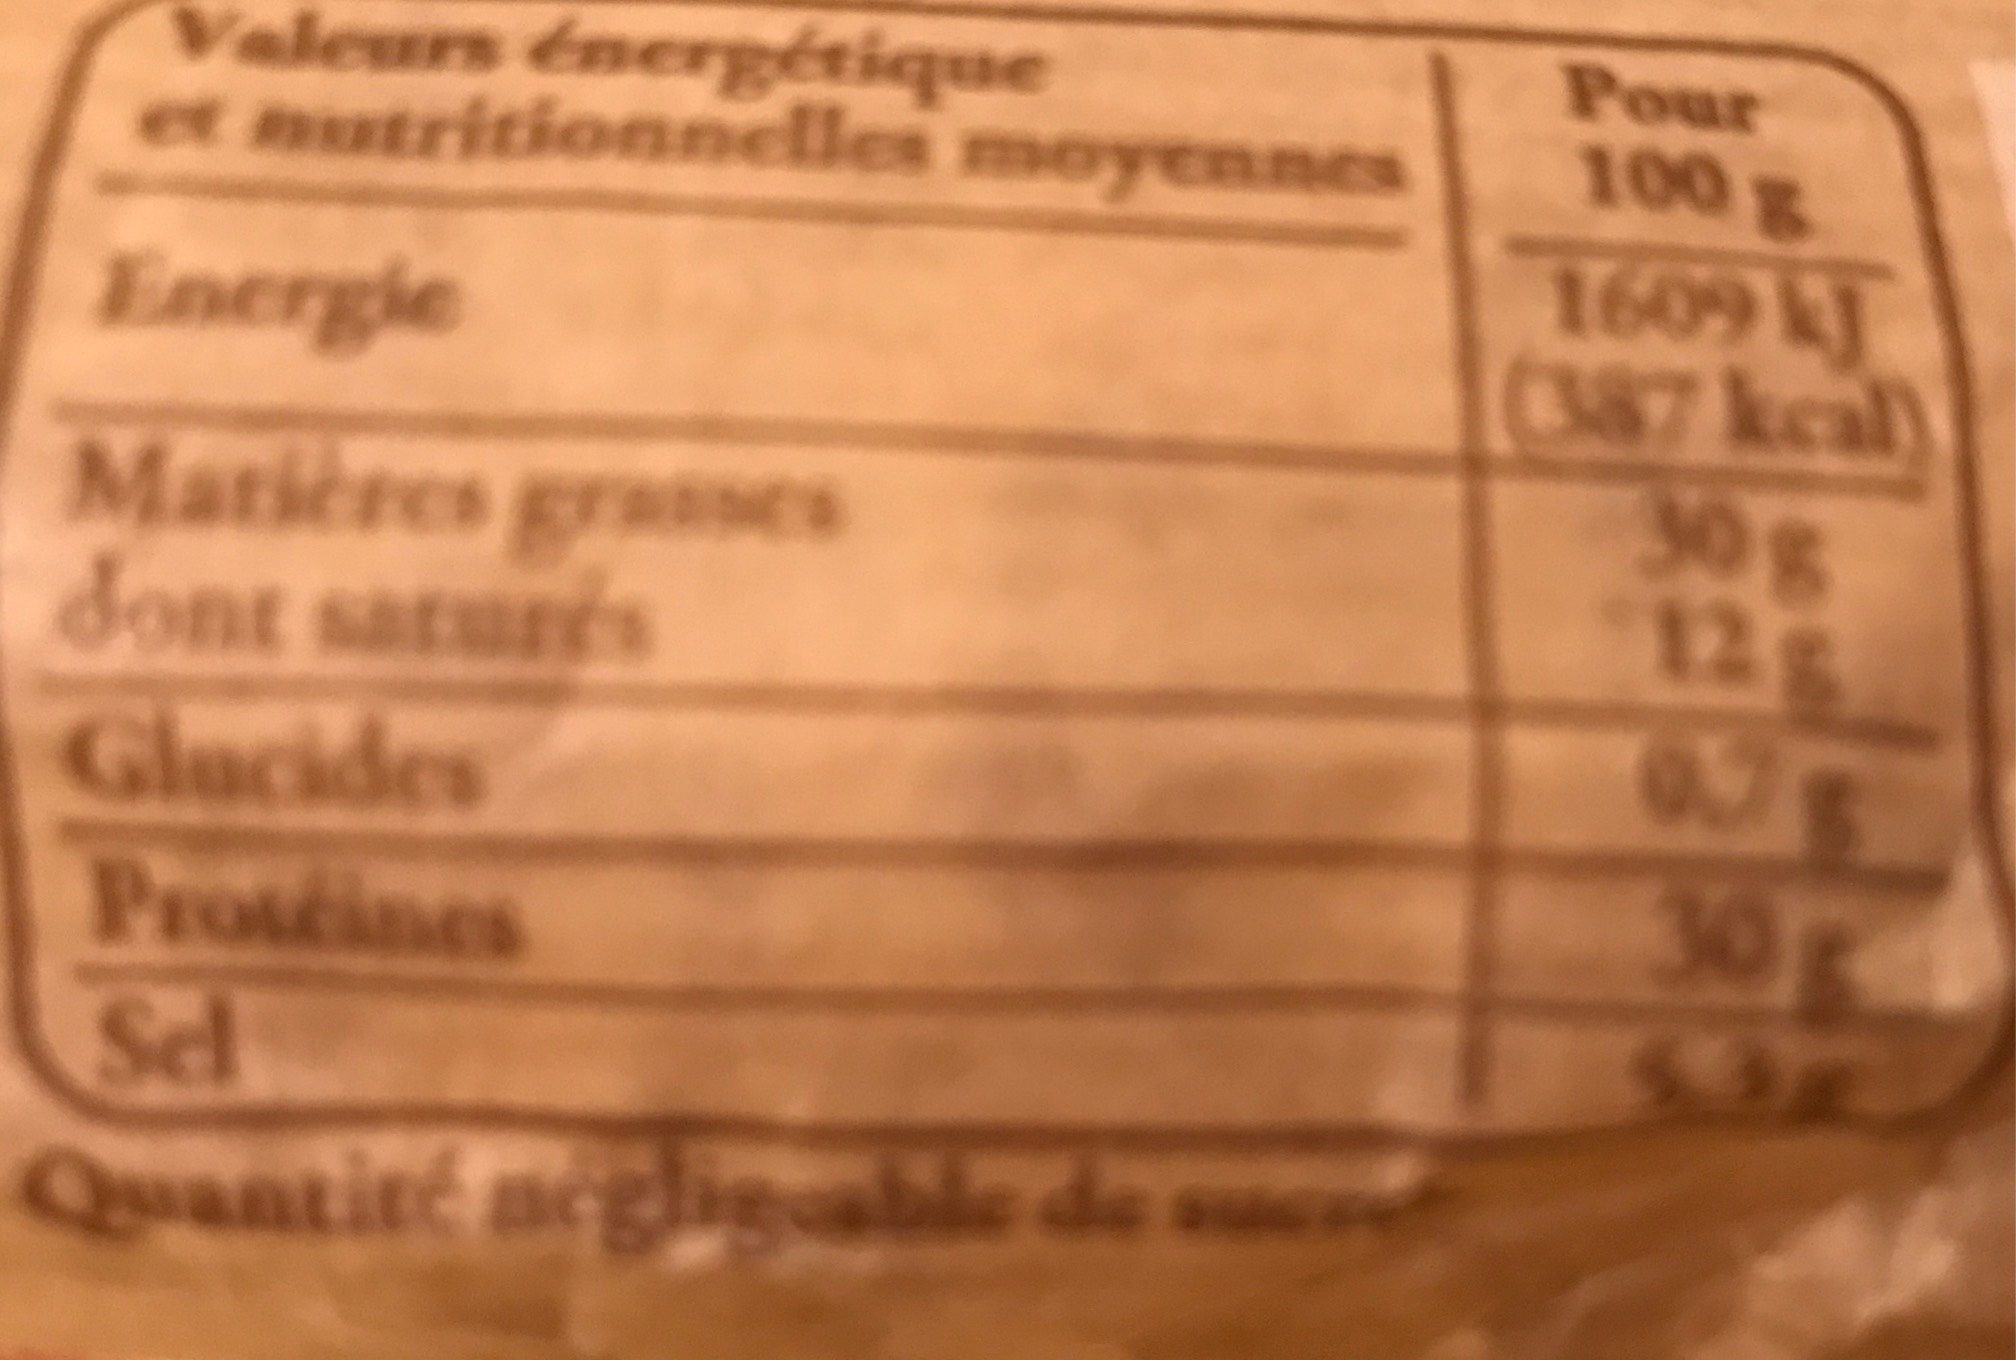 Valeurs énergétique
et nutritionnelles moyennes
Pour
100 g
Energie
1609 kJ
(387 kcal)
Matières grasses
30 g
dont saturés
12 g
Glucides
0,7 g
Protéines
30 g
Sel
Quantité négligeable de sucre